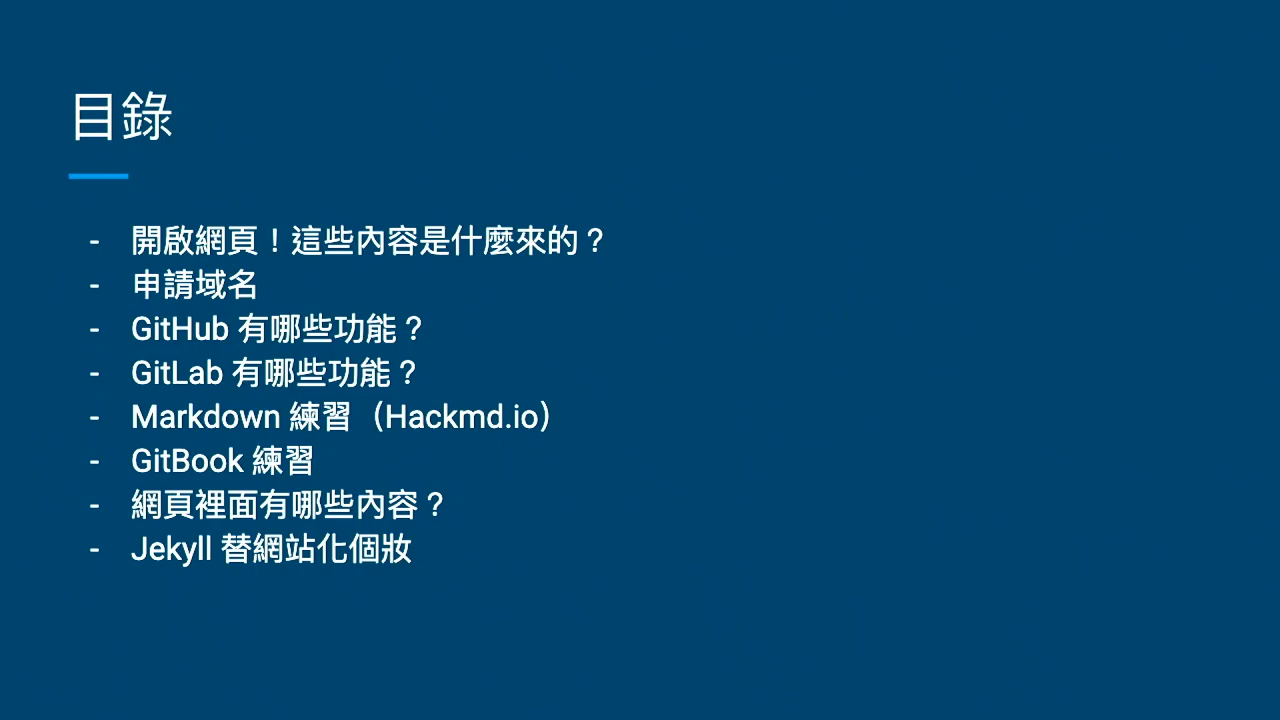 目錄
- 開啟網頁！這些內容是什麼來的？
- 申請域名
- GitHub 有哪些功能？
- GitLab 有哪些功能？
- Markdown 練習（Hackmd.io）
- GitBook 練習
- 網頁裡面有哪些內容？
- Jekyll 替網站化個妝